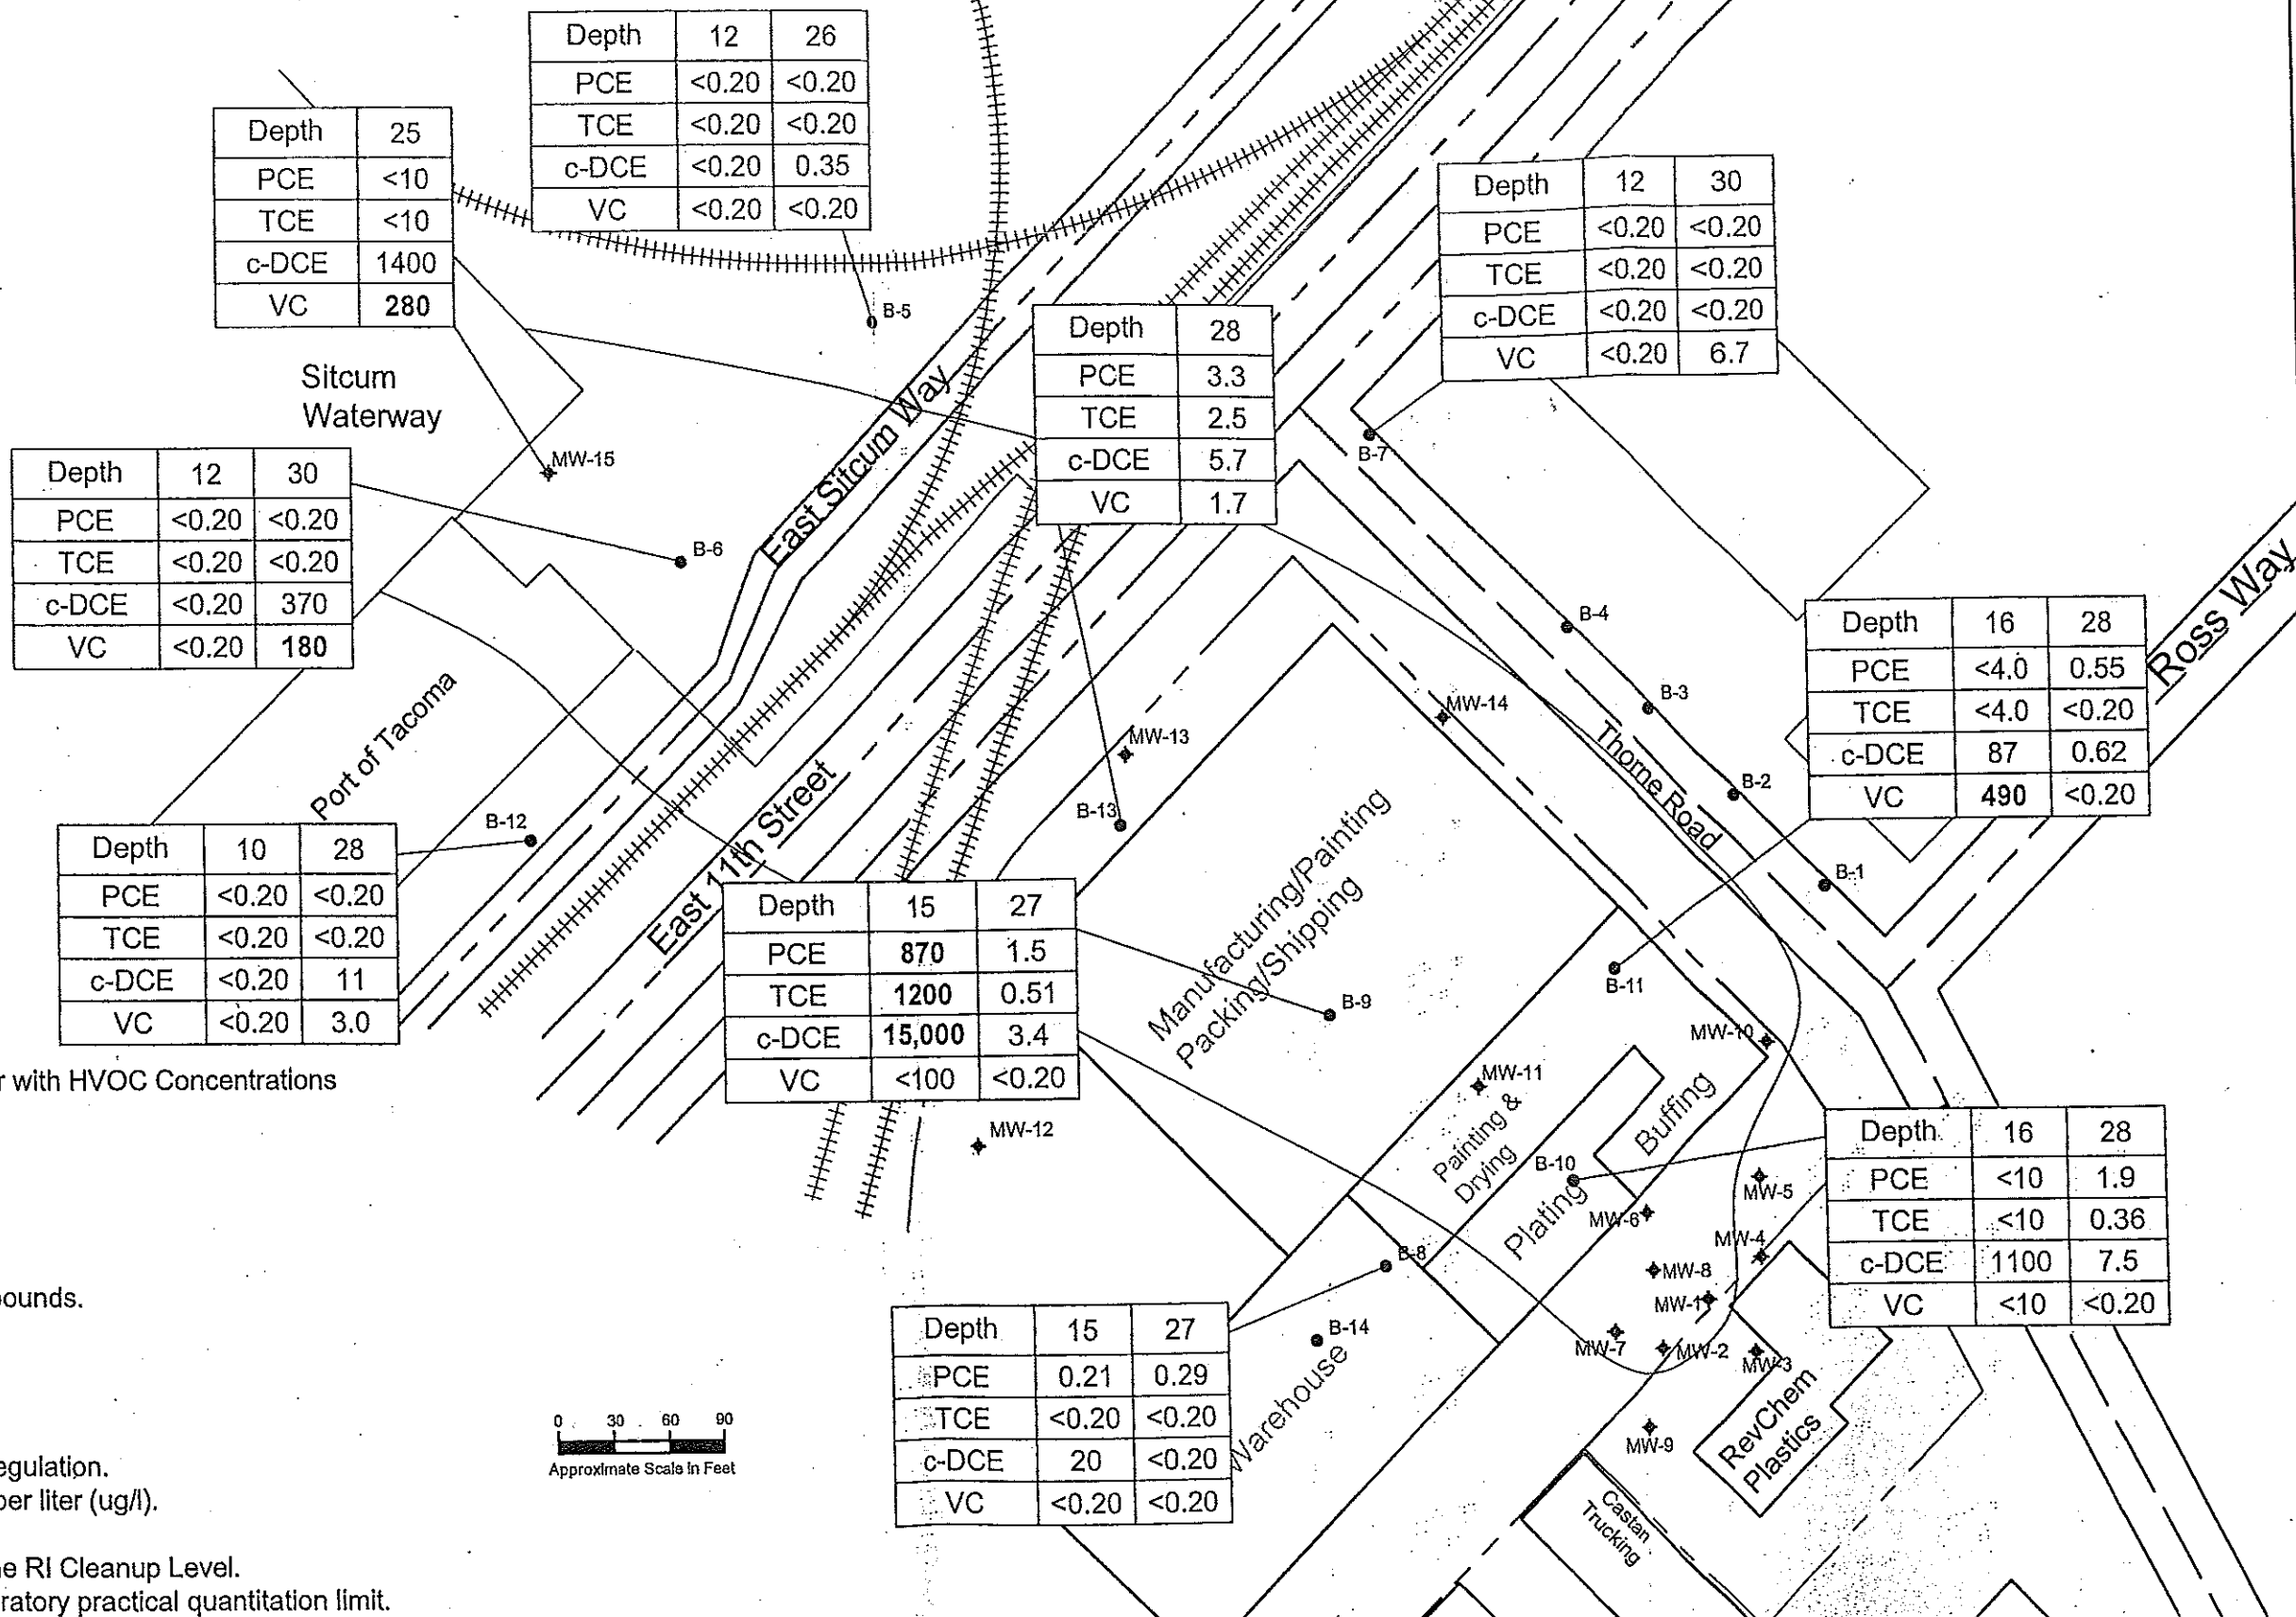 Depth 12 26
PCE <0.20 <0.20
TCE <0.20 <0.20
c-DCE <0.20 0.35
VC <0.20 <0.20
Depth 25
PCE <10
TCE <10
c-DCE 1400
VC 280
Depth 12 30
PCE <0.20 <0.20
TCE <0.20 <0.20
c-DCE <0.20 <0.20
VC <0.20 6.7
B-5
Depth 28
PCE 3.3
TCE 2.5
c-DCE 5.7
VC 1.7
Sitcum
Waterway
East Sitcum Way
B-7
MW-15
Depth 12 30
PCE <0.20 <0.20
TCE <0.20 <0.20
c-DCE <0.20 370
VC <0.20 180
B-6
Ross Way
B-4
Depth 16 28
PCE <4.0 0.55
TCE <4.0 <0.20
c-DCE 87 0.62
VC 490 <0.20
B-3
MW-14
Thorne Road
MW-13
B-2
Port of Tacoma
East 11th Street
B-12
B-13
Depth 10 28
PCE <0.20 <0.20
TCE <0.20 <0.20
c-DCE <0.20 11
VC <0.20 3.0
B-1
Manufacturing/Painting
Packing/Shipping
Depth 15 27
PCE 870 1.5
TCE 1200 0.51
c-DCE 15,000 3.4
VC <100 <0.20
B-9
B-11
MW-10
r with HVOC Concentrations
MW-11
Painting &
Drying
Buffing
MW-12
Depth 16 28
PCE <10 1.9
TCE <10 0.36
c-DCE 1100 7.5
VC <10 <0.20
B-10
Plating
MW-5
MW-6
MW-4
B-8
MW-8
MW-1
ounds.
Depth 15 27
PCE 0.21 0.29
TCE <0.20 <0.20
c-DCE 20 <0.20
VC <0.20 <0.20
B-14
Warehouse
MW-7
MW-2
MW-3
RevChem
Plastics
MW-9
0 30 60 90
Approximate Scale in Feet
egulation.
per liter (ug/l).
Castan
Trucking
e RI Cleanup Level.
ratory practical quantitation limit.